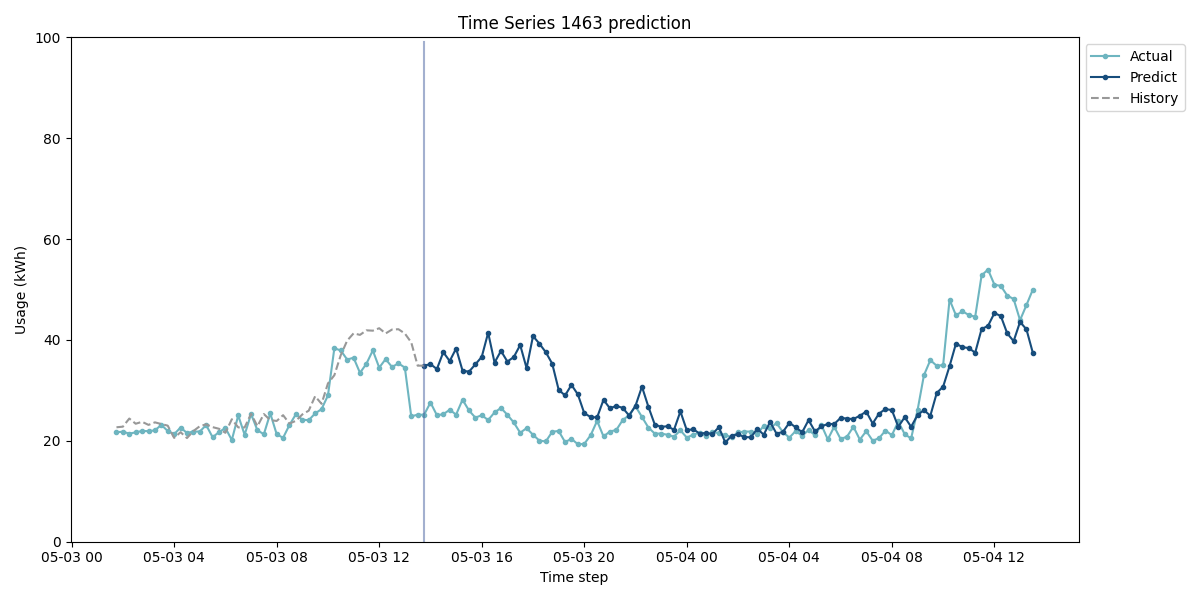 Time Series 1463 prediction
100
80
60
40
20
0
Usage (kWh)
05-03 00 05-03 04 05-03 08 05-03 12 05-03 16 05-03 20 05-04 00 05-04 04 05-04 08 05-04 12
Time step
Actual
Predict
History